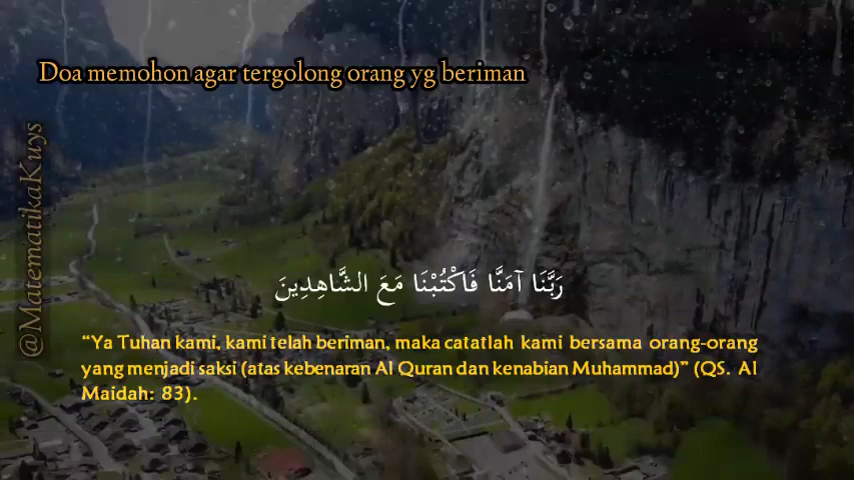 Doa memohon agar tergolong orang yg beriman
@MatematikaKuys
رَبَّنَا آمَنَّا فَاكْتُبْنَا مَعَ الشَّاهِدِينَ
“Ya Tuhan kami, kami telah beriman, maka catatlah kami bersama orang-orang
yang menjadi saksi (atas kebenaran Al Quran dan kenabian Muhammad)” (QS. Al
Maidah: 83).